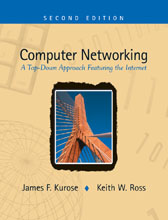 SECOND EDITION
Computer Networking
A Top-Down Approach Featuring the Internet
James F. Kurose ♦ Keith W. Ross